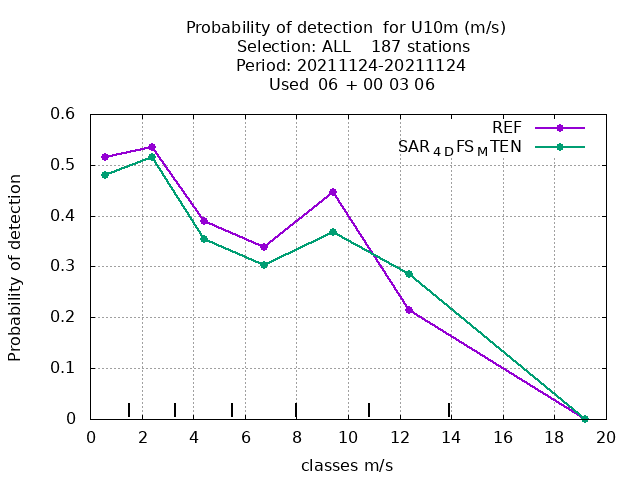 Probability of detection  for U10m (m/s)
Selection: ALL    187 stations
Period: 20211124-20211124
Used  06 + 00 03 06
REF
SAR4DFSMTEN
Probability of detection
0.6
0.5
0.4
0.3
0.2
0.1
0
0 2 4 6 8 10 12 14 16 18 20
classes m/s